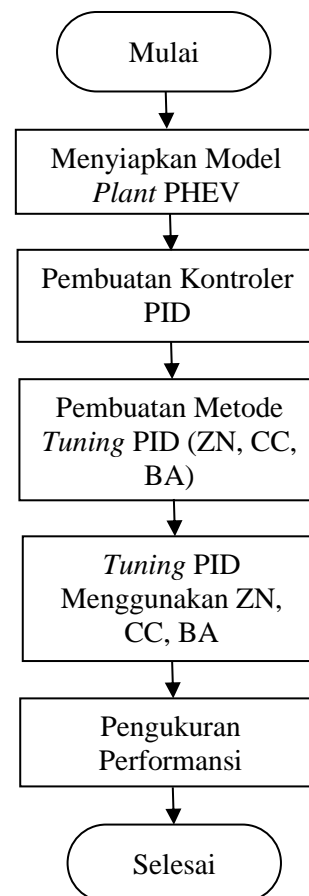 Mulai
Menyiapkan Model
Plant PHEV
Pembuatan Kontroler
PID
Pembuatan Metode
Tuning PID (ZN, CC,
BA)
Tuning PID
Menggunakan ZN,
CC, BA
Pengukuran
Performansi
Selesai